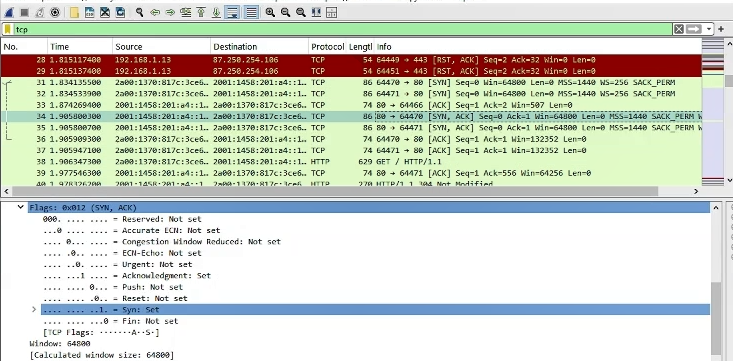 tcp
No. Time Source Destination Protocol Lengtl Info
28 1.815117400 192.168.1.13 87.250.254.106 TCP 54 64449 → 443 [RST, ACK] Seq=2 Ack=32 Win=0 Len=0
29 1.815137400 192.168.1.13 87.250.254.106 TCP 54 64451 → 443 [RST, ACK] Seq=2 Ack=32 Win=0 Len=0
31 1.834135500 2a00:1370:817c:3ce6… 2001:1458:201:a4::1… TCP 86 64470 → 80 [SYN] Seq=0 Win=64800 Len=0 MSS=1440 WS=256 SACK_PERM
32 1.834533900 2a00:1370:817c:3ce6… 2001:1458:201:a4::1… TCP 86 64471 → 80 [SYN] Seq=0 Win=64800 Len=0 MSS=1440 WS=256 SACK_PERM
33 1.874269400 2001:1458:201:a4::1… 2a00:1370:817c:3ce6… TCP 74 80 → 64466 [ACK] Seq=1 Ack=2 Win=507 Len=0
34 1.905800300 2001:1458:201:a4::1… 2a00:1370:817c:3ce6… TCP 86 80 → 64470 [SYN, ACK] Seq=0 Ack=1 Win=64800 Len=0 MSS=1440 SACK_PERM W
35 1.905800700 2001:1458:201:a4::1… 2a00:1370:817c:3ce6… TCP 86 80 → 64471 [SYN, ACK] Seq=0 Ack=1 Win=64800 Len=0 MSS=1440 SACK_PERM W
36 1.905909300 2a00:1370:817c:3ce6… 2001:1458:201:a4::1… TCP 74 64470 → 80 [ACK] Seq=1 Ack=1 Win=132352 Len=0
37 1.905947100 2a00:1370:817c:3ce6… 2001:1458:201:a4::1… TCP 74 64471 → 80 [ACK] Seq=1 Ack=1 Win=132352 Len=0
38 1.906347300 2a00:1370:817c:3ce6… 2001:1458:201:a4::1… HTTP 629 GET / HTTP/1.1
39 1.977546300 2001:1458:201:a4::1… 2a00:1370:817c:3ce6… TCP 74 80 → 64471 [ACK] Seq=1 Ack=556 Win=64256 Len=0
40 1.978326200 2001:1458:201:a4::1… 2a00:1370:817c:3ce6… HTTP 270 HTTP/1.1 304 Not Modified
Flags: 0x012 (SYN, ACK)
000. .... .... = Reserved: Not set
...0 .... .... = Accurate ECN: Not set
.... 0... .... = Congestion Window Reduced: Not set
.... .0.. .... = ECN-Echo: Not set
.... ..0. .... = Urgent: Not set
.... ...1 .... = Acknowledgment: Set
.... .... 0... = Push: Not set
.... .... .0.. = Reset: Not set
.... .... ..1. = Syn: Set
.... .... ...0 = Fin: Not set
[TCP Flags: ·······A··S·]
Window: 64800
[Calculated window size: 64800]